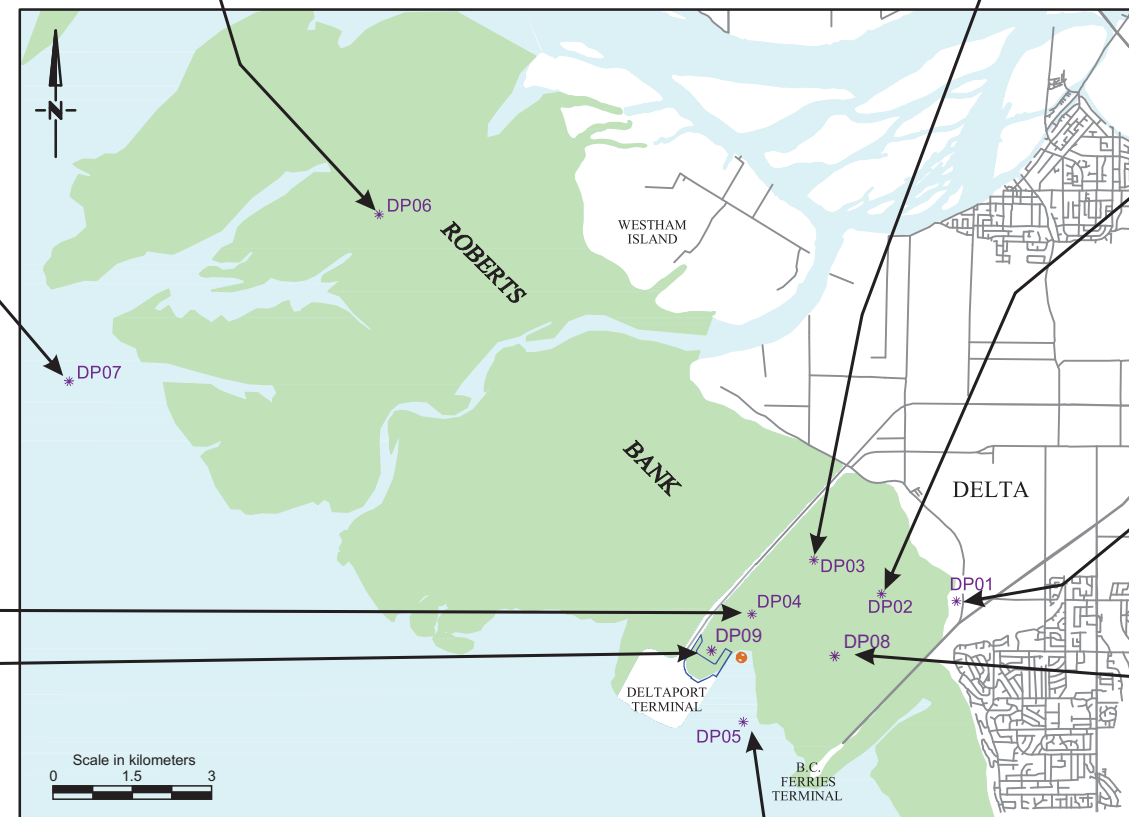 N
DP06
ROBERTS
WESTHAM
ISLAND
DP07
BANK
DELTA
DP03
DP01
DP02
DP04
DP09
DP08
DELTAPORT
TERMINAL
DP05
Scale in kilometers
0 1.5 3
B.C.
FERRIES
TERMINAL